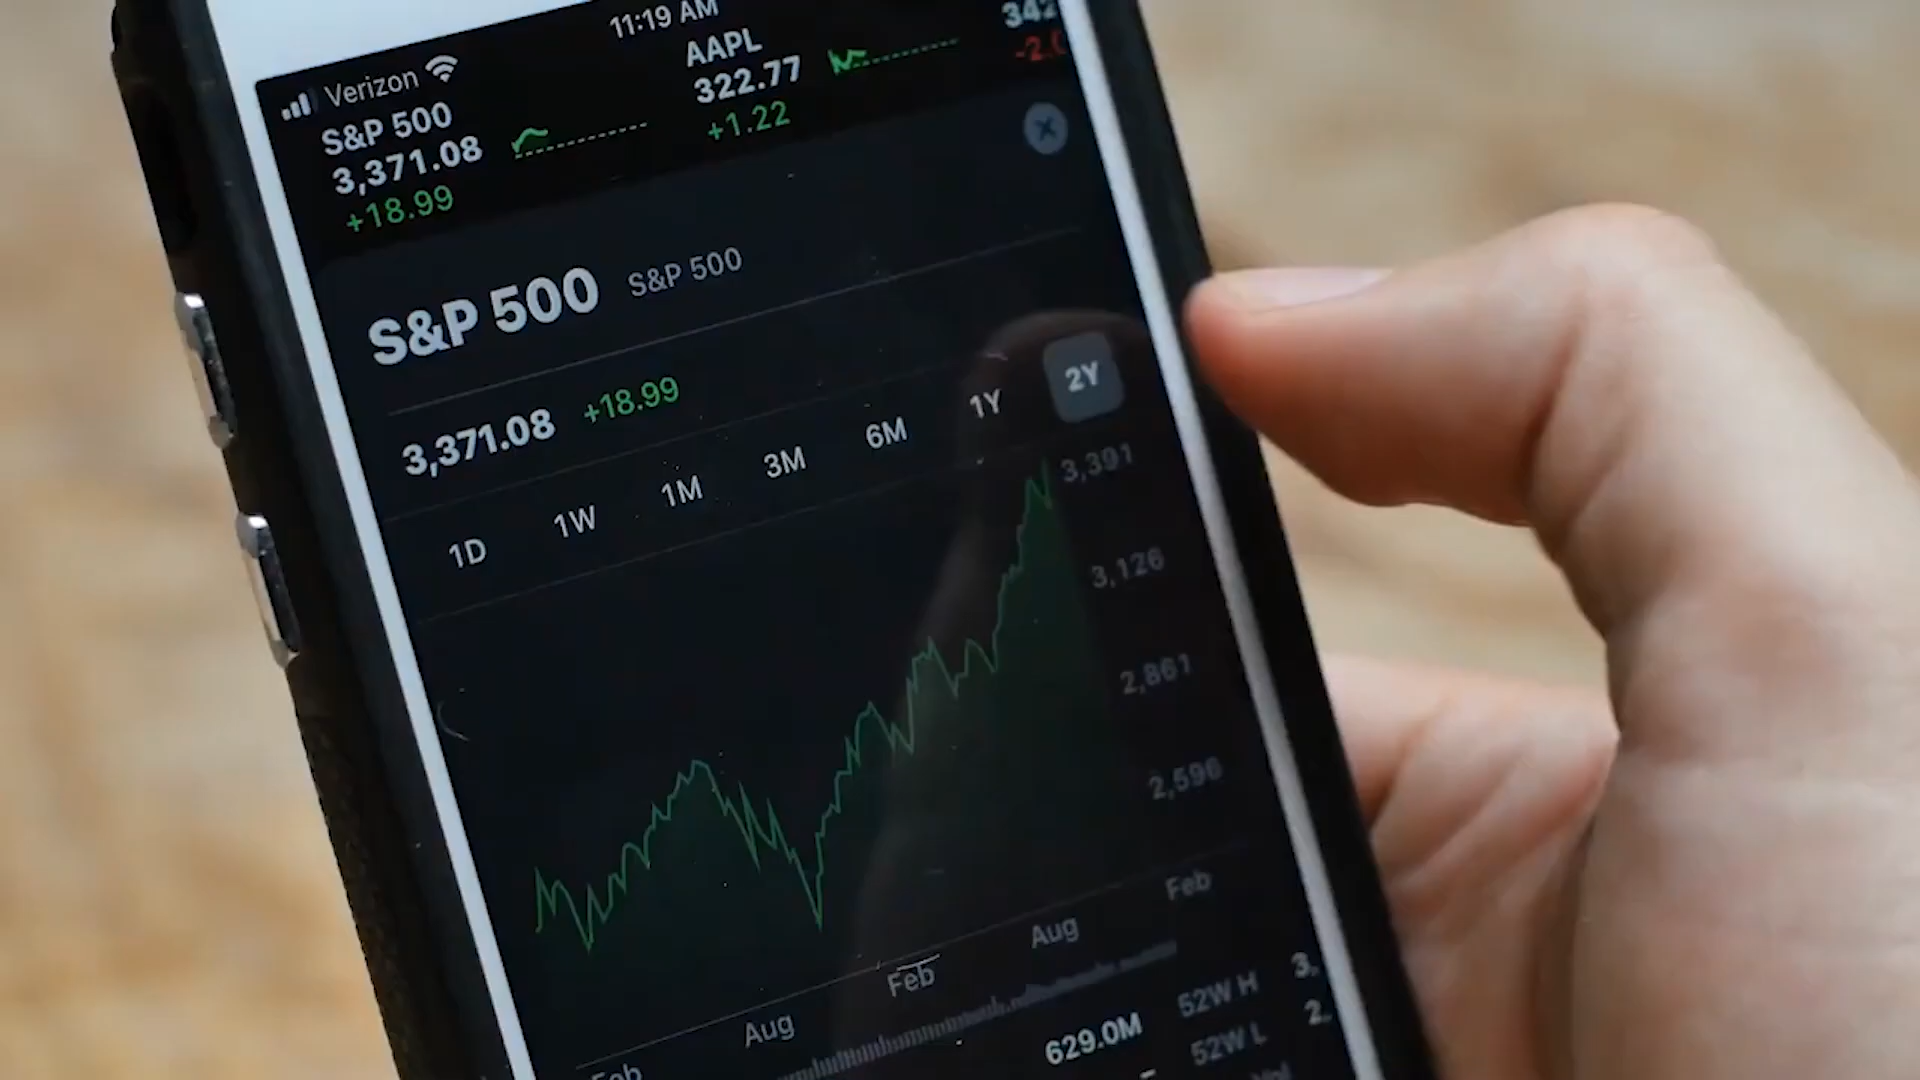 11:19 AM
Verizon
S&P 500
3,371.08
+18.99
AAPL
322.77
+1.22
S&P 500 S&P 500
3,371.08 +18.99
1D 1W 1M 3M 6M 1Y 2Y
3,391
3,126
2,861
2,596
Feb Aug Feb Aug Feb
629.0M
52W H 3.
52W L 2.